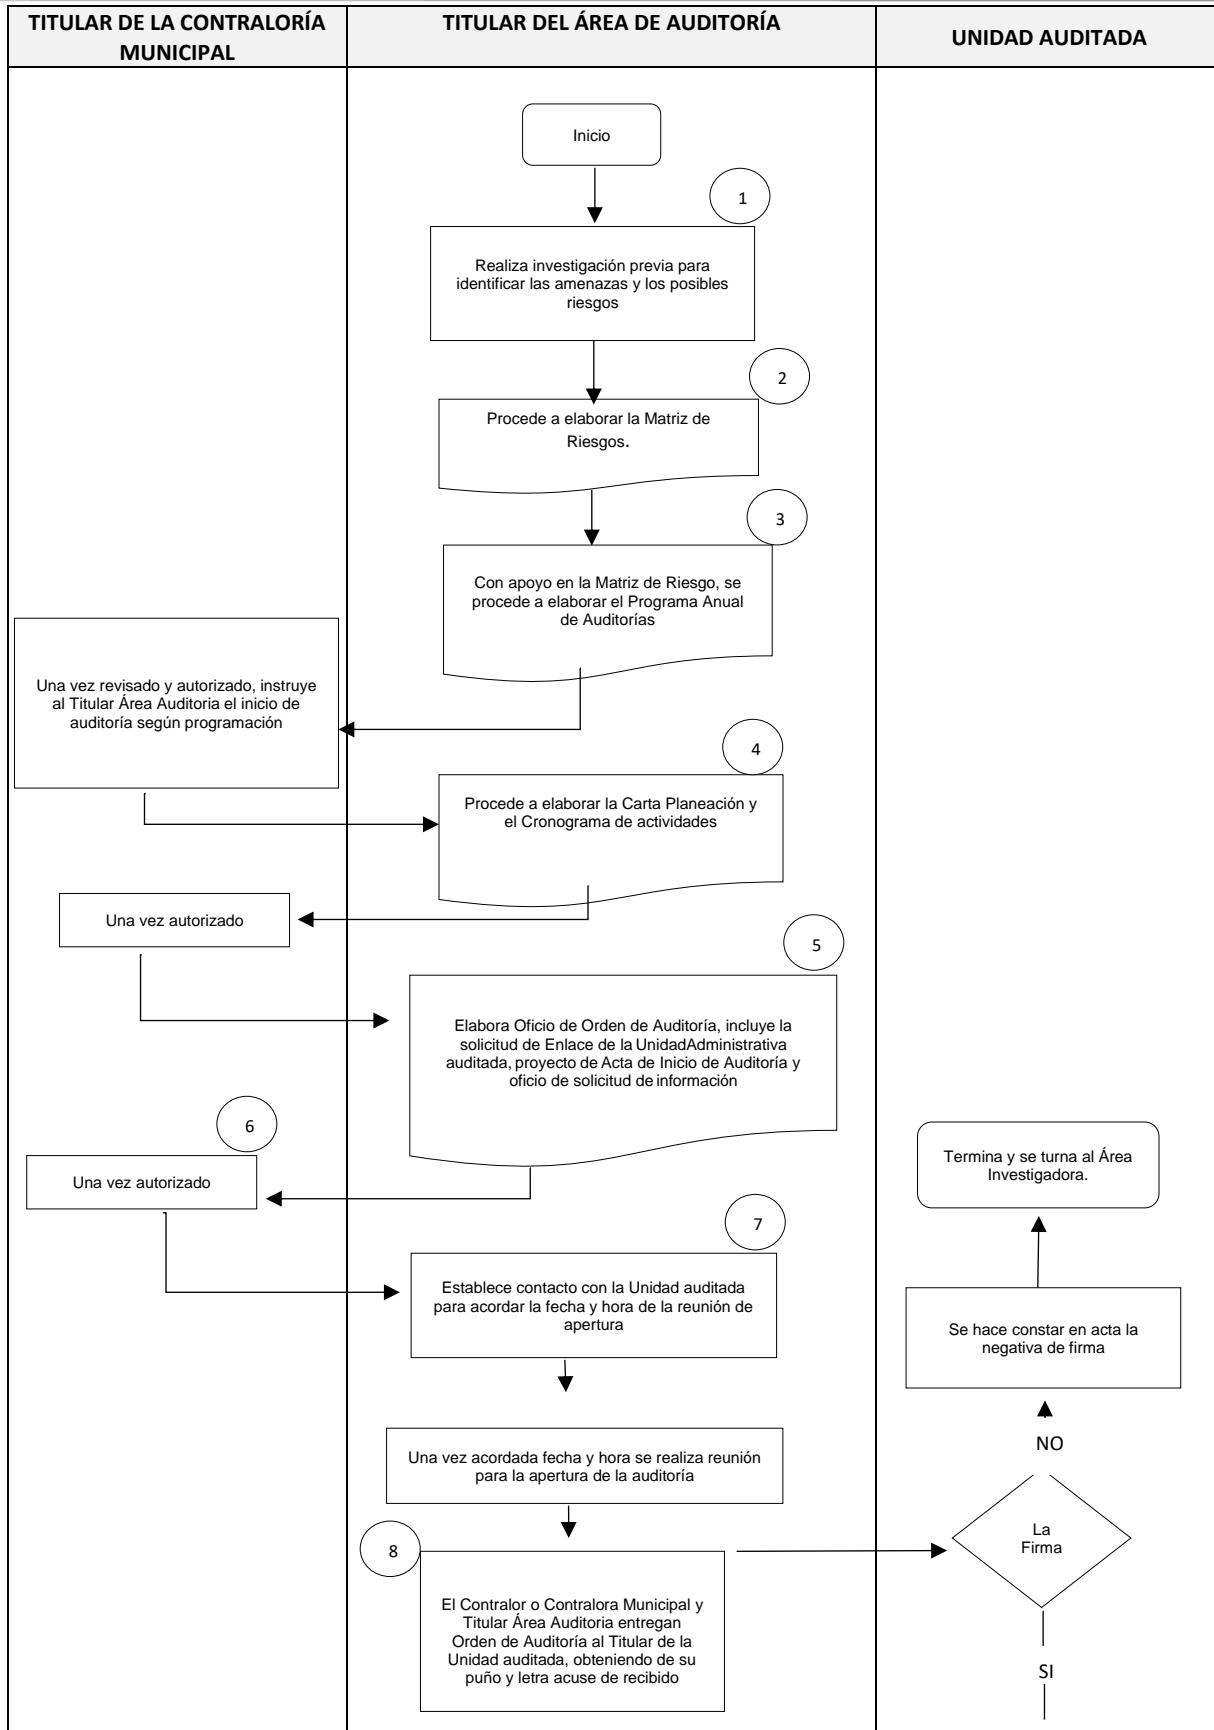 TITULAR DE LA CONTRALORÍA
MUNICIPAL
TITULAR DEL ÁREA DE AUDITORÍA
UNIDAD AUDITADA
Inicio
1
Realiza investigación previa para
identificar las amenazas y los posibles
riesgos
2
Procede a elaborar la Matriz de
Riesgos.
3
Con apoyo en la Matriz de Riesgo, se
procede a elaborar el Programa Anual
de Auditorías
Una vez revisado y autorizado, instruye
al Titular Área Auditoria el inicio de
auditoría según programación
4
Procede a elaborar la Carta Planeación y
el Cronograma de actividades
Una vez autorizado
5
Elabora Oficio de Orden de Auditoría, incluye la
solicitud de Enlace de la UnidadAdministrativa
auditada, proyecto de Acta de Inicio de Auditoría y
oficio de solicitud de información
6
Una vez autorizado
7
Establece contacto con la Unidad auditada
para acordar la fecha y hora de la reunión de
apertura
Una vez acordada fecha y hora se realiza reunión
para la apertura de la auditoría
8
El Contralor o Contralora Municipal y
Titular Área Auditoria entregan
Orden de Auditoría al Titular de la
Unidad auditada, obteniendo de su
puño y letra acuse de recibido
Termina y se turna al Área
Investigadora.
Se hace constar en acta la
negativa de firma
NO
La
Firma
SI